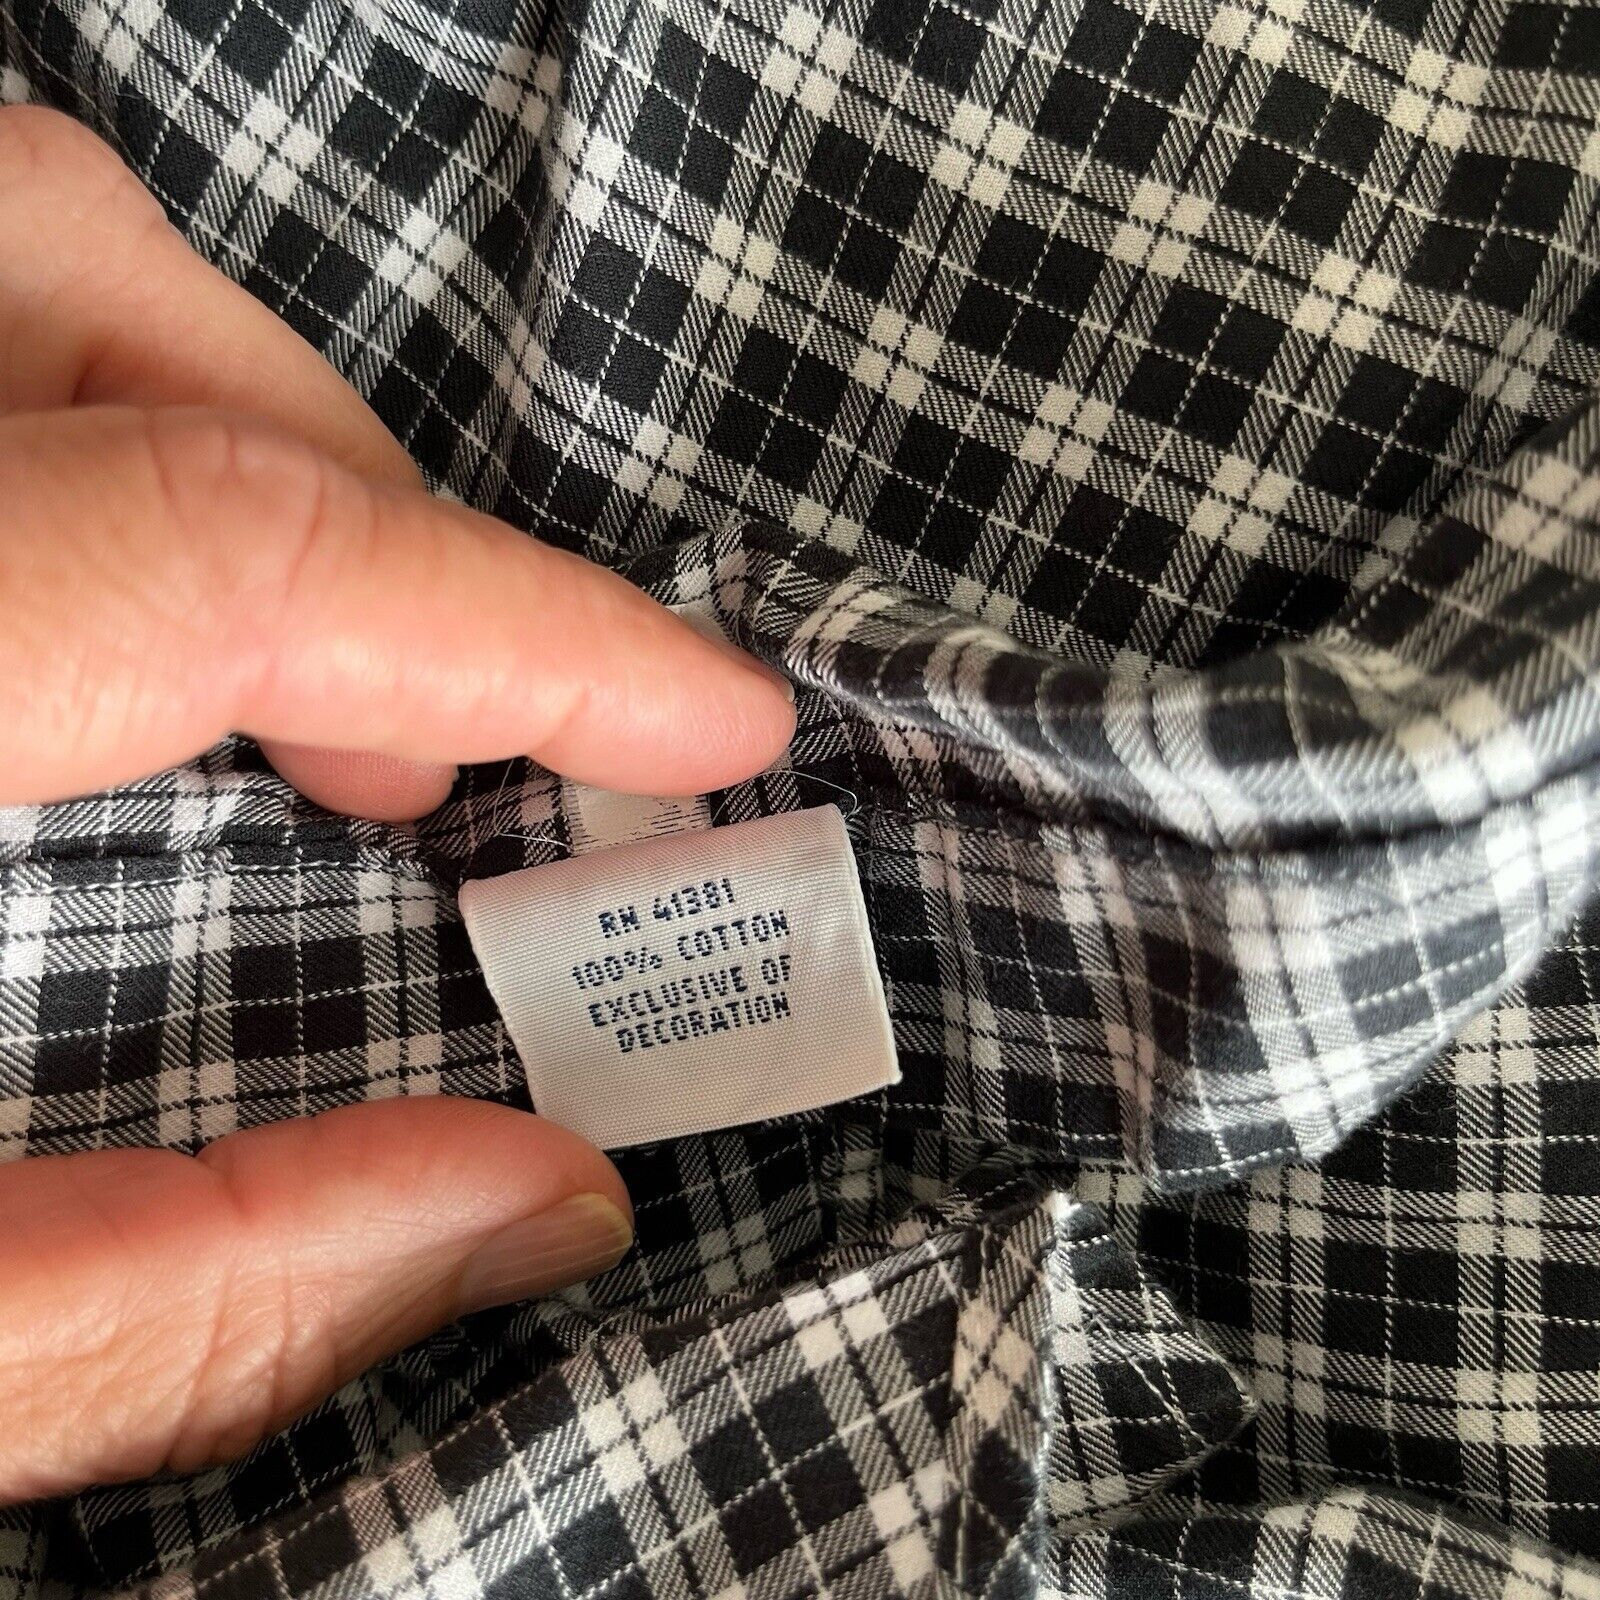 RN 41381
100% COTTON
EXCLUSIVE OF
DECORATION